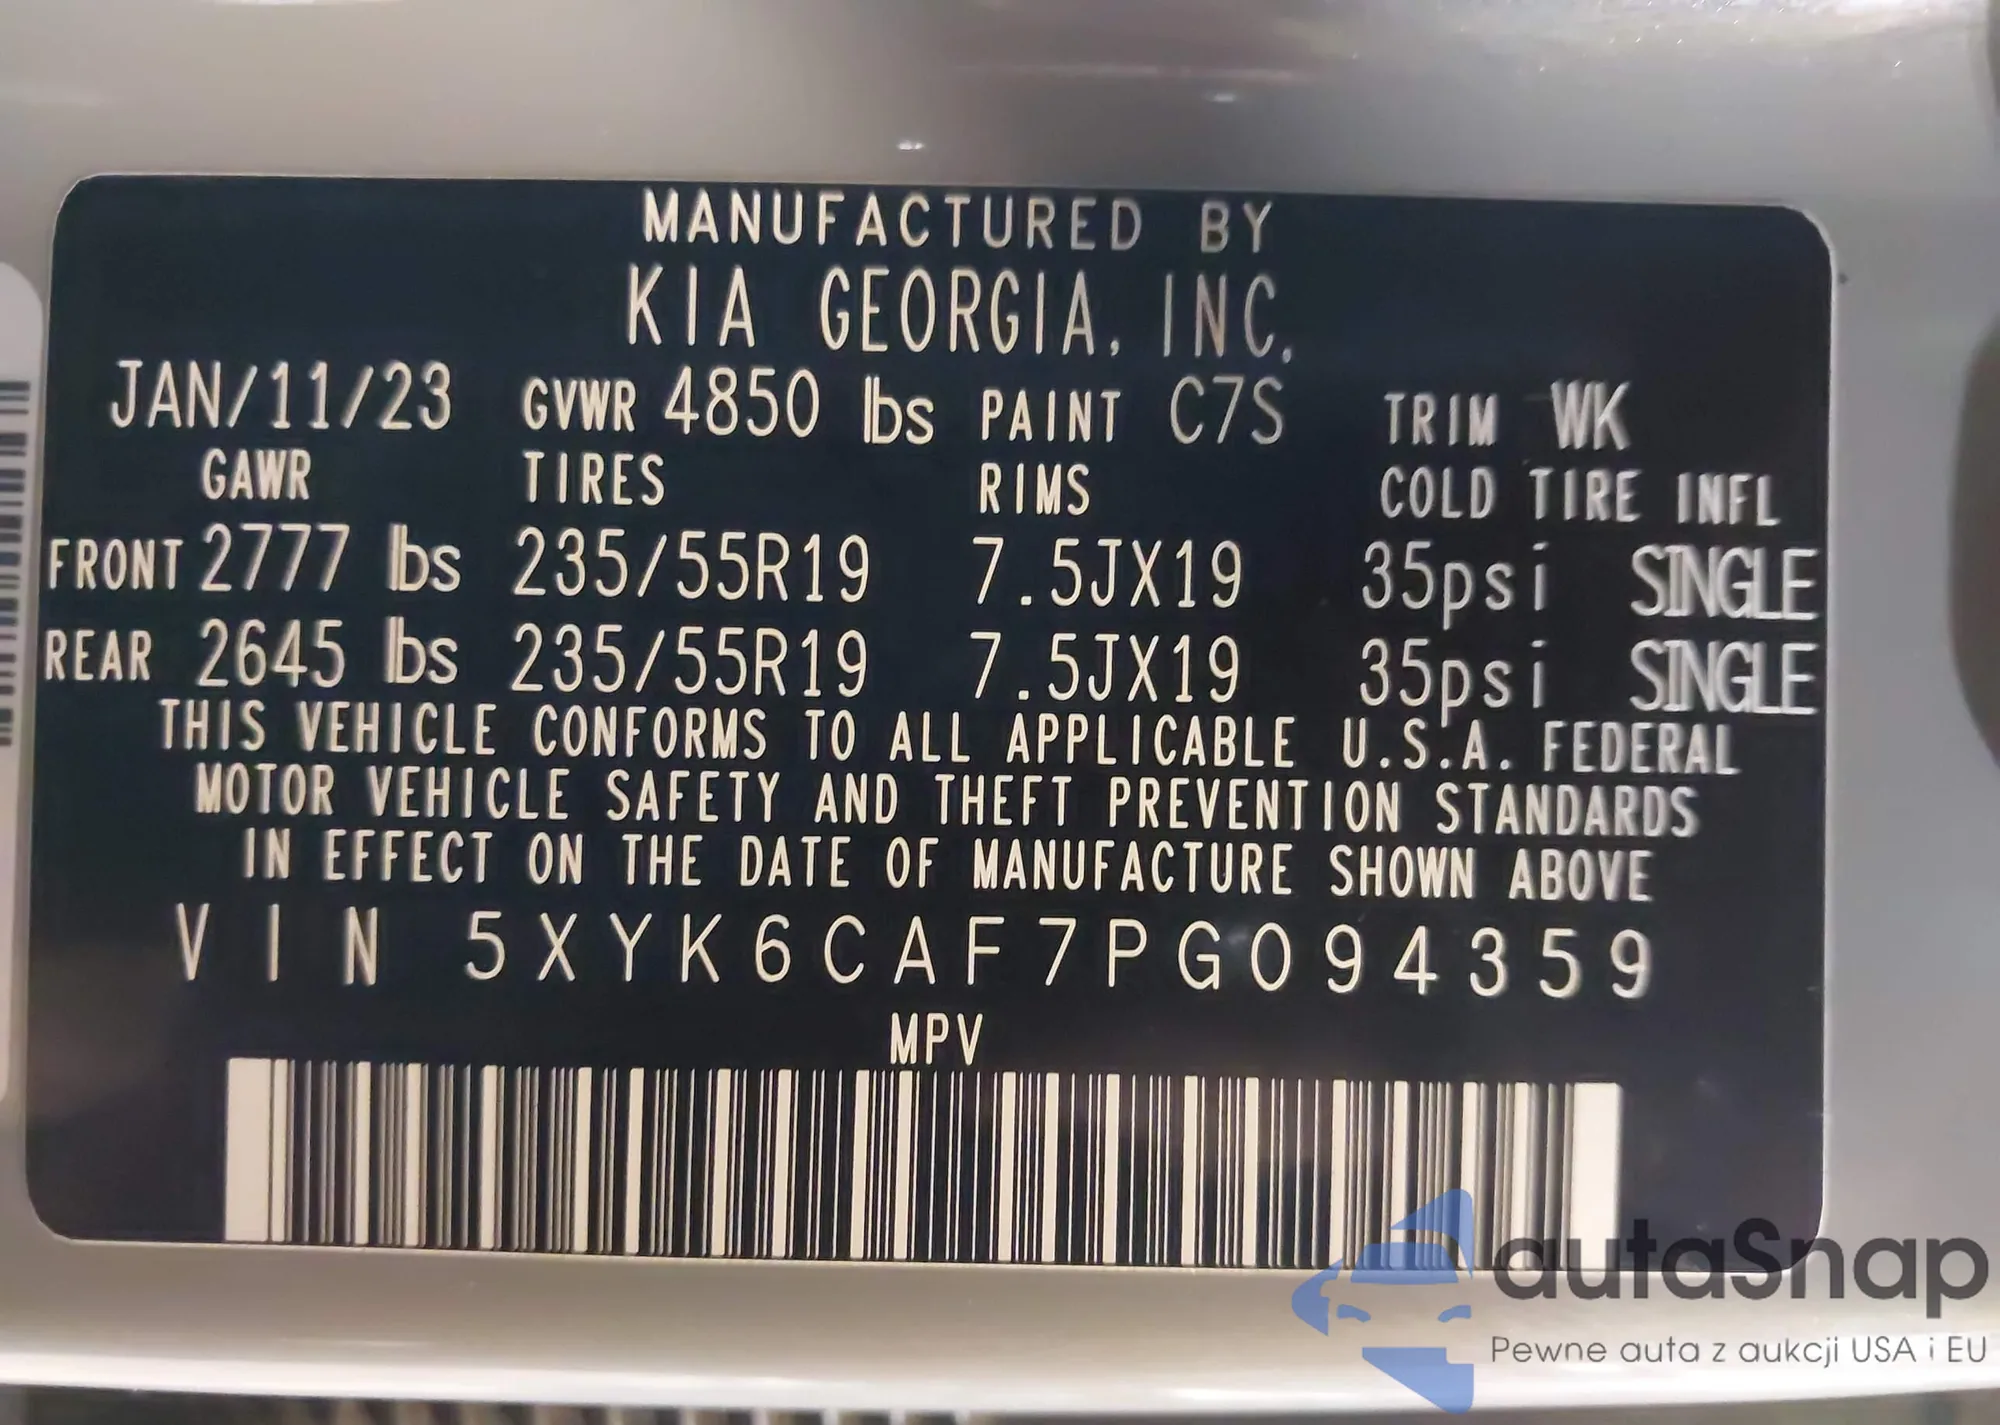 MANUFACTURED BY
KIA GEORGIA, INC.
JAN/11/23 GVWR 4850 lbs PAINT C7S TRIM WK
GAWR TIRES RIMS COLD TIRE INFL
FRONT 2777 lbs 235/55R19 7.5JX19 35psi SINGLE
REAR 2645 lbs 235/55R19 7.5JX19 35psi SINGLE
THIS VEHICLE CONFORMS TO ALL APPLICABLE U.S.A. FEDERAL
MOTOR VEHICLE SAFETY AND THEFT PREVENTION STANDARDS
IN EFFECT ON THE DATE OF MANUFACTURE SHOWN ABOVE
VIN 5XYK6CAF7PG094359
MPV
autaSnap
Pewne auta z aukcji USA i EU